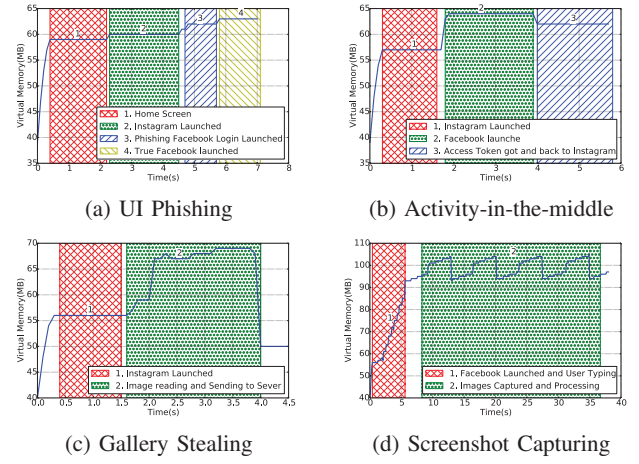 Virtual Memory(MB)
65
60
55
50
45
40
35
1
2
3
4
1. Home Screen
2. Instagram Launched
3. Phishing Facebook Login Launched
4. True Facebook launched
0 1 2 3 4 5 6 7 8
Time(s)
(a) UI Phishing
Virtual Memory(MB)
65
60
55
50
45
40
35
1
2
3
1. Instagram Launched
2. Facebook launche
3. Access Token got and back to Instagram
0 1 2 3 4 5 6
Time(s)
(b) Activity-in-the-middle
Virtual Memory(MB)
70
65
60
55
50
45
40
1
2
1. Instagram Launched
2. Image reading and Sending to Sever
0.0 0.5 1.0 1.5 2.0 2.5 3.0 3.5 4.0 4.5
Time(s)
(c) Gallery Stealing
Virtual Memory(MB)
110
100
90
80
70
60
50
40
1
2
1. Facebook Launched and User Typing
2. Images Captured and Processing
0 5 10 15 20 25 30 35 40
Time(s)
(d) Screenshot Capturing